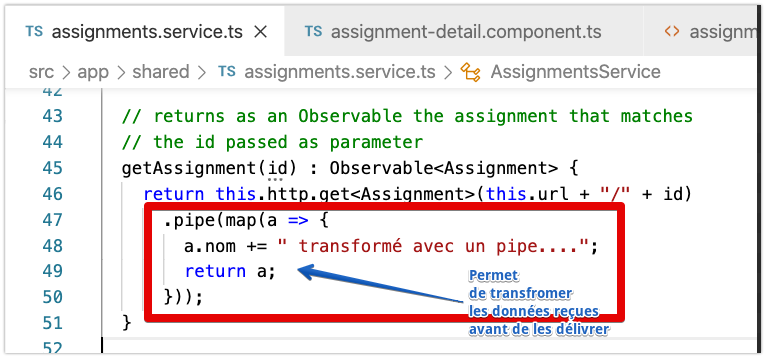 TS assignments.service.ts × TS assignment-detail.component.ts <> assignm
src > app > shared > TS assignments.service.ts > AssignmentsService
42
43 // returns as an Observable the assignment that matches
44 // the id passed as parameter
45 getAssignment(id) : Observable<Assignment> {
46 return this.http.get<Assignment>(this.url + "/" + id)
47 .pipe(map(a => {
48 a.nom += " transformé avec un pipe....";
49 return a;
50 }));
51 }
52
Permet
de transfromer
les données reçues
avant de les délivrer